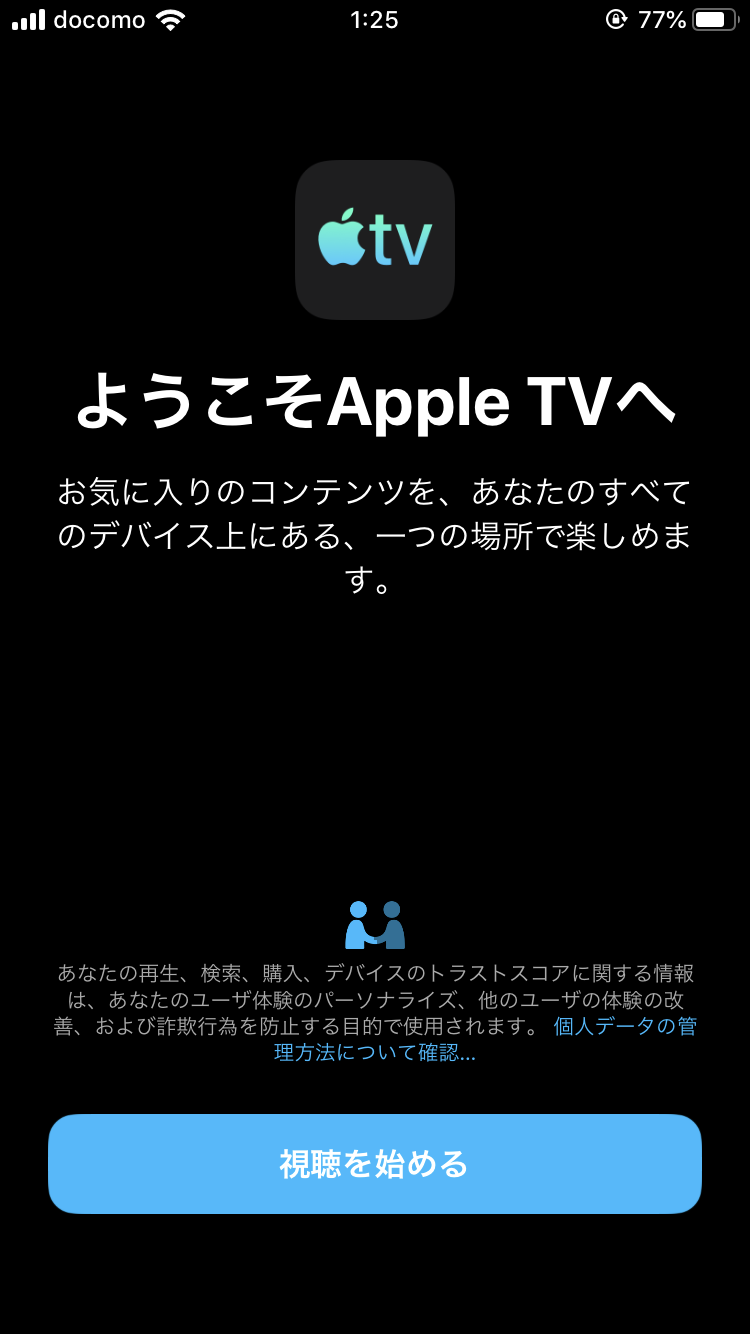 docomo 1:25 77%
tv
ようこそApple TVへ
お気に入りのコンテンツを、あなたのすべて
のデバイス上にある、一つの場所で楽しめま
す。
あなたの再生、検索、購入、デバイスのトラストスコアに関する情報
は、あなたのユーザ体験のパーソナライズ、他のユーザの体験の改
善、および詐欺行為を防止する目的で使用されます。 個人データの管
理方法について確認...
視聴を始める